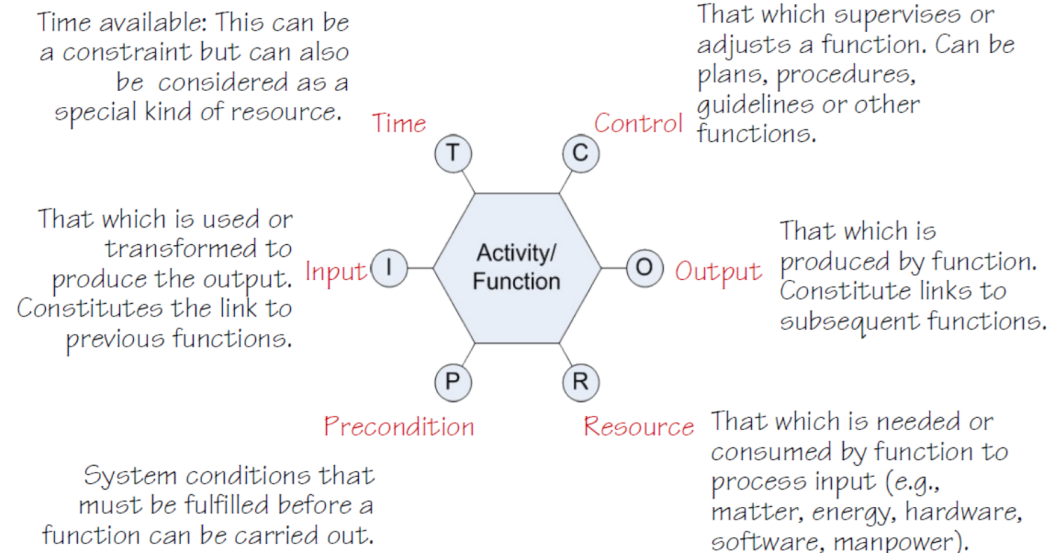 Time available: This can be
a constraint but can also
be considered as a
special kind of resource.
That which supervises or
adjusts a function. Can be
plans, procedures,
guidelines or other
functions.
Time
Control
T
C
That which is used or
transformed to
produce the output.
Constitutes the link to
previous functions.
Input
I
Activity/
Function
O
Output
That which is
produced by function.
Constitute links to
subsequent functions.
P
R
Precondition
Resource
System conditions that
must be fulfilled before a
function can be carried out.
That which is needed or
consumed by function to
process input (e.g.,
matter, energy, hardware,
software, manpower).